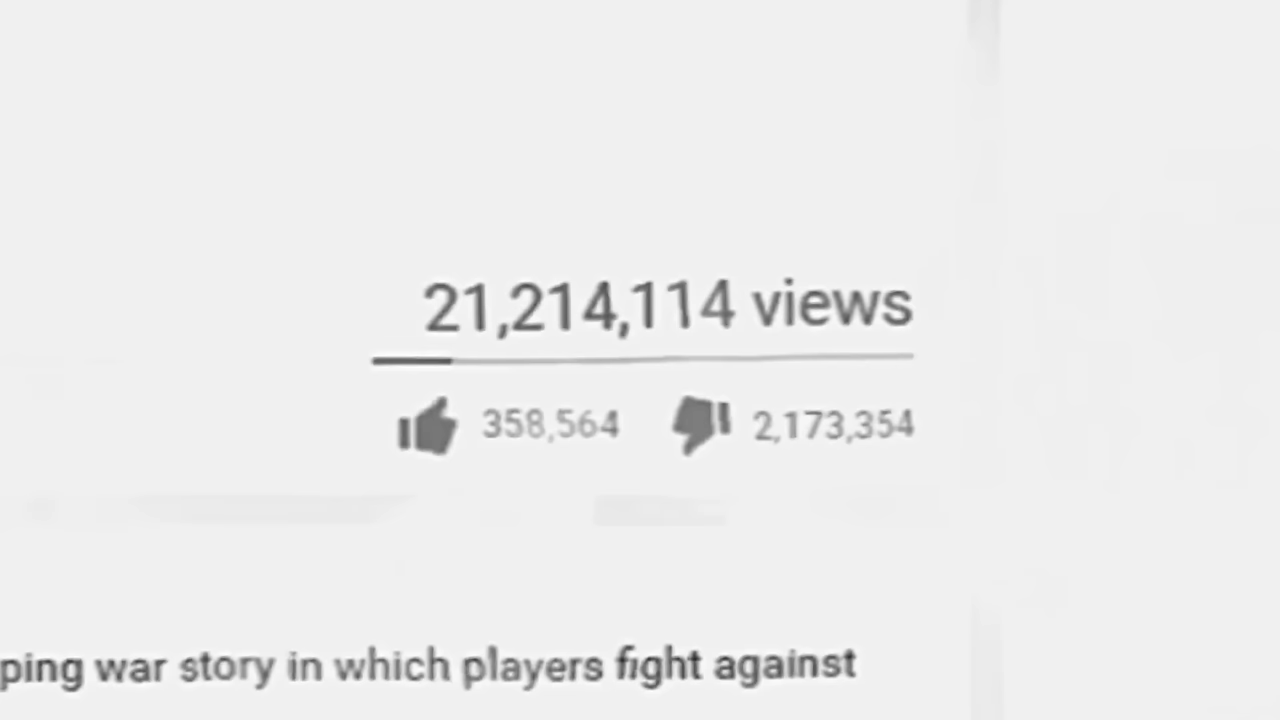 21,214,114 views
358,564 2,173,354
ping war story in which players fight against